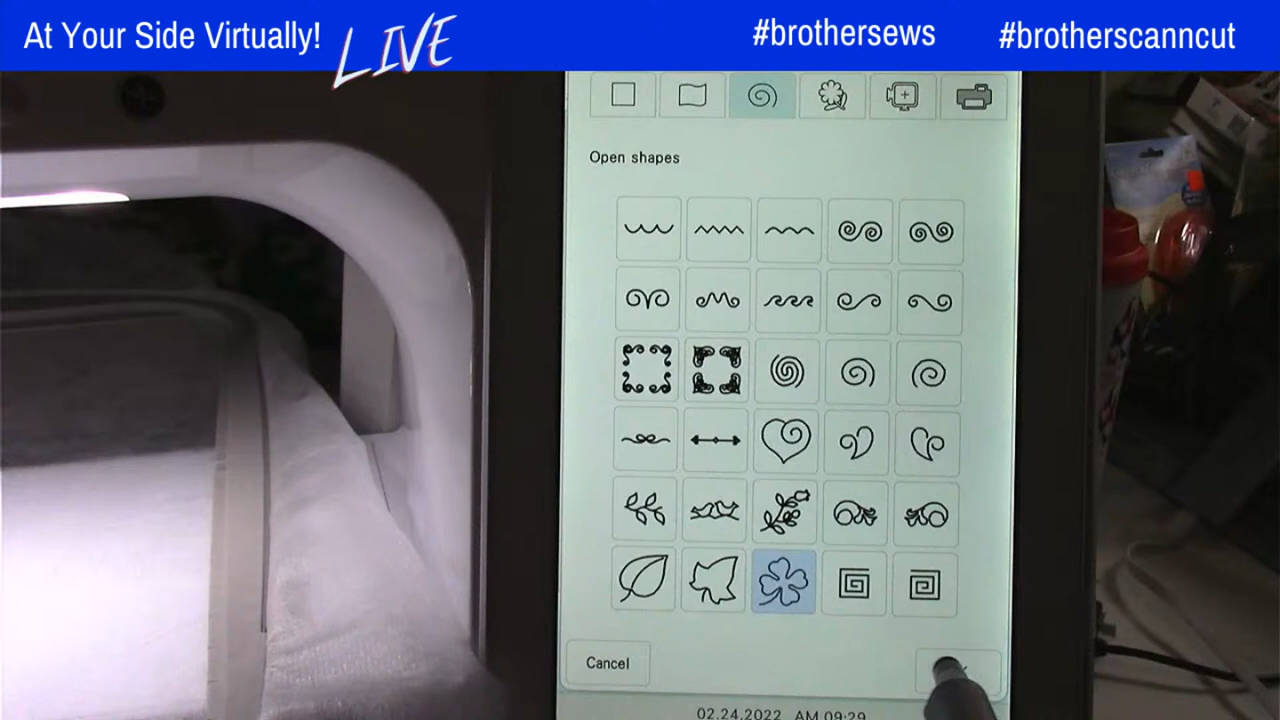 At Your Side Virtually! LIVE #brothersews #brotherscanncut
Open shapes
Cancel
02.24.2022 AM 09:29